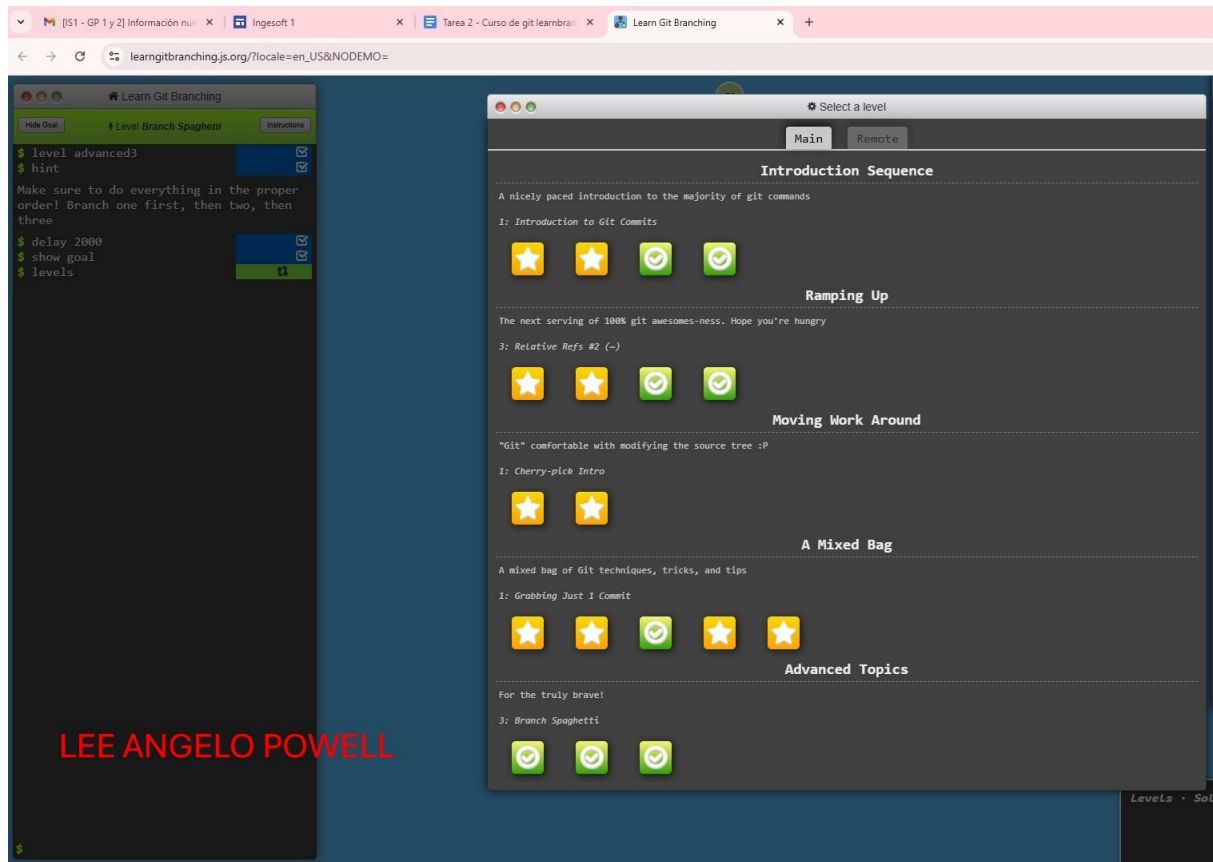 [IS1 - GP 1 y 2] Información nu
Ingesoft 1
Tarea 2 - Curso de git learnbran
Learn Git Branching
learngitbranching.js.org/?locale=en_US&NODEMO=
Learn Git Branching
Hide Goal
Level Branch Spaghetti
Instructions
$ level advanced3
$ hint
Make sure to do everything in the proper
order! Branch one first, then two, then
three
$ delay 2000
$ show goal
$ levels
$
LEE ANGELO POWELL
Select a level
Main
Remote
Introduction Sequence
A nicely paced introduction to the majority of git commands
1: Introduction to Git Commits
Ramping Up
The next serving of 100% git awesomes-ness. Hope you're hungry
3: Relative Refs #2 (~)
Moving Work Around
"Git" comfortable with modifying the source tree :P
1: Cherry-pick Intro
A Mixed Bag
A mixed bag of Git techniques, tricks, and tips
1: Grabbing Just 1 Commit
Advanced Topics
For the truly brave!
3: Branch Spaghetti
Levels · Sol